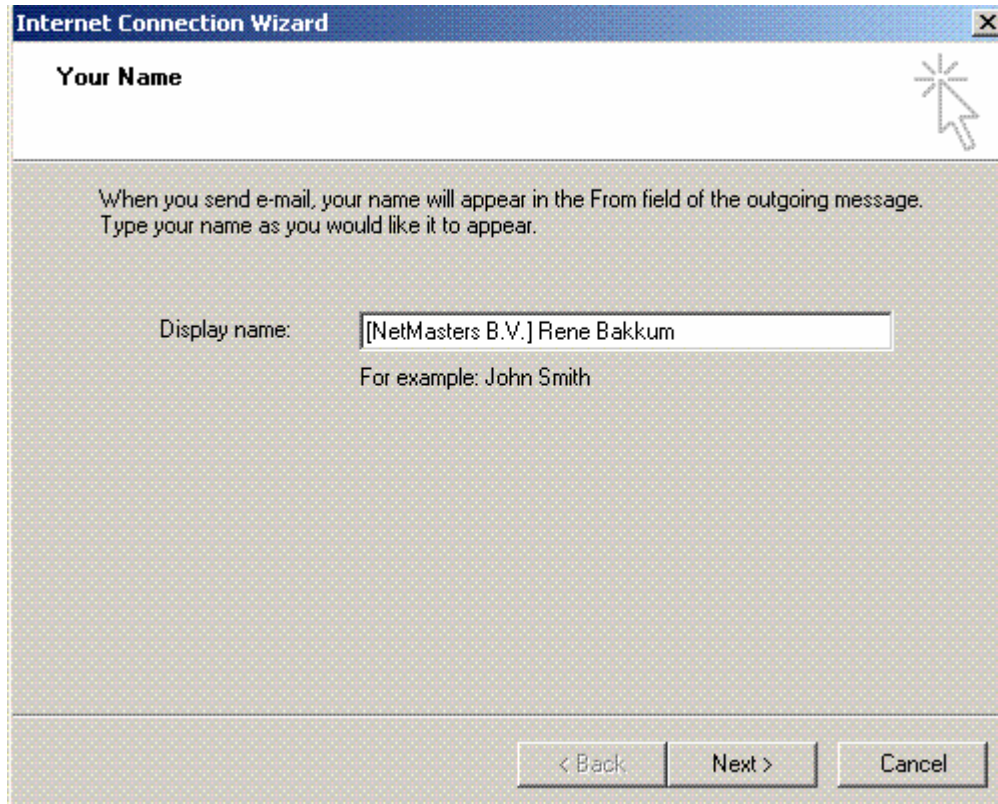 Internet Connection Wizard
Your Name
When you send e-mail, your name will appear in the From field of the outgoing message.
Type your name as you would like it to appear.
Display name: [NetMasters B.V.] Rene Bakkum
For example: John Smith
< Back Next > Cancel